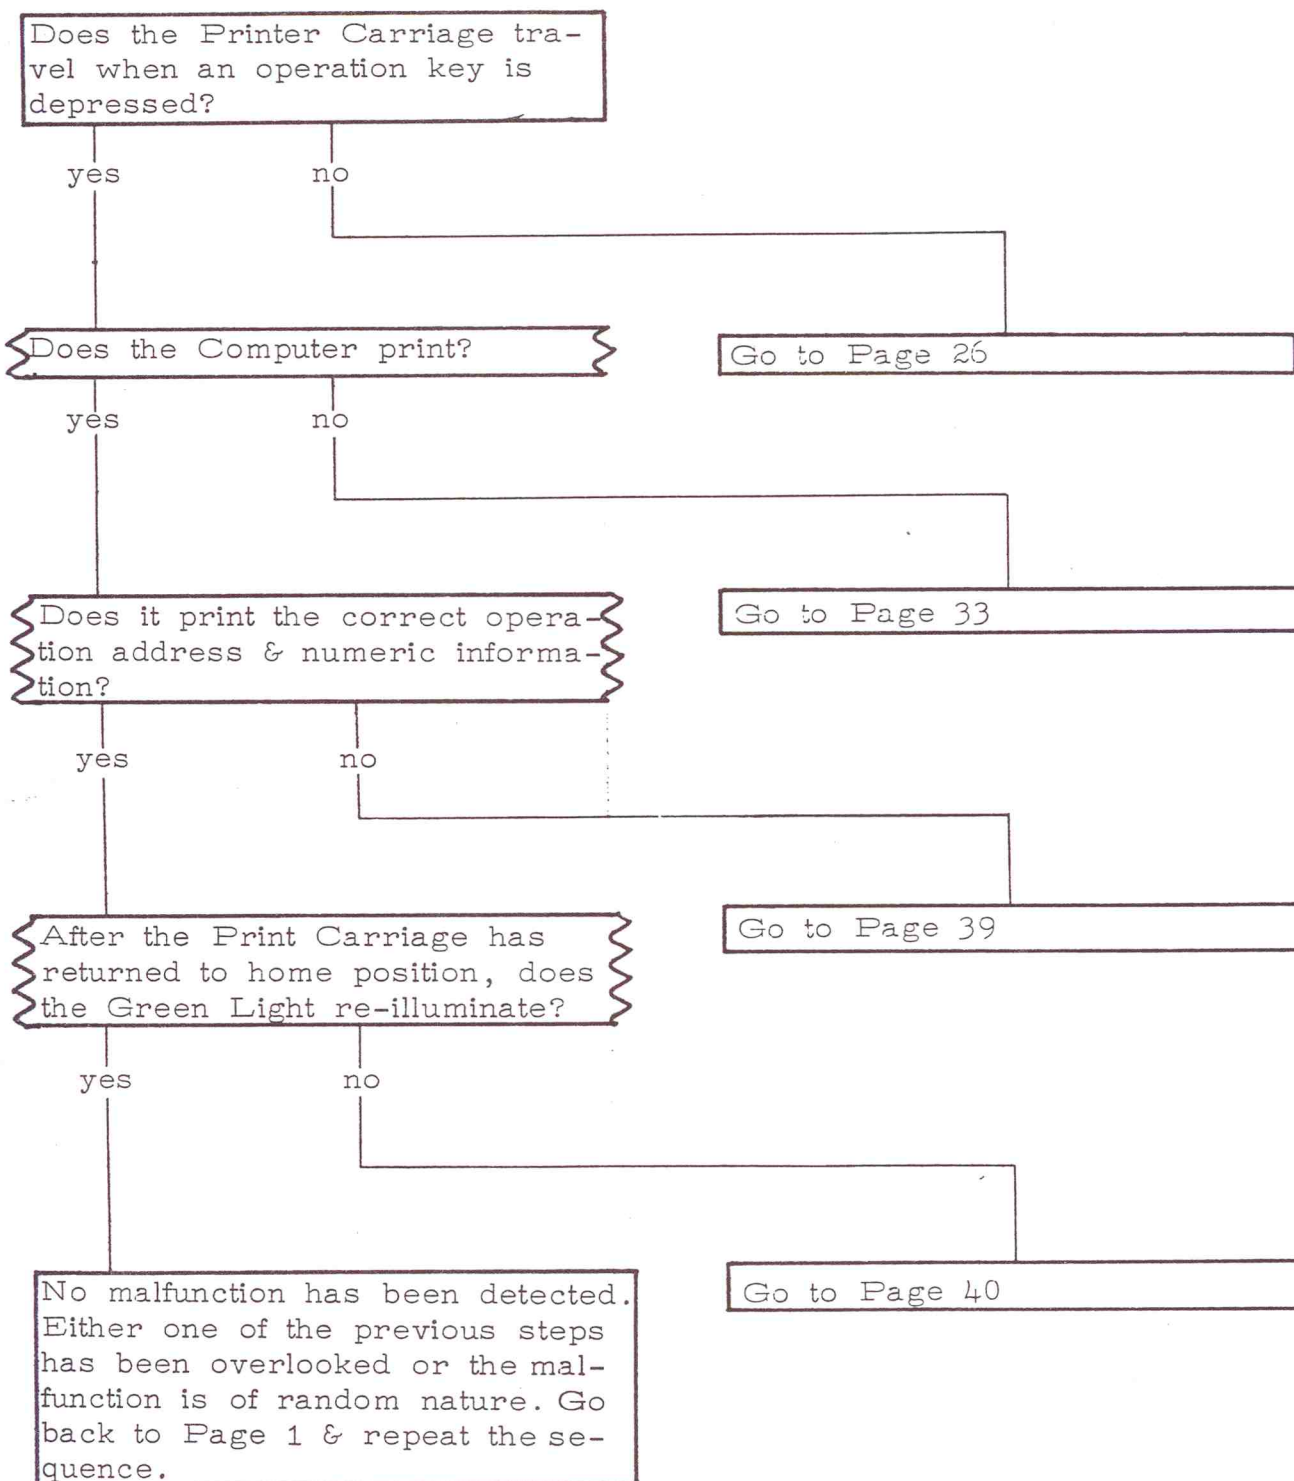 Does the Printer Carriage tra-
vel when an operation key is
depressed?
yes
no
Does the Computer print?
Go to Page 26
yes
no
Does it print the correct opera-
tion address & numeric informa-
tion?
Go to Page 33
yes
no
After the Print Carriage has
returned to home position, does
the Green Light re-illuminate?
Go to Page 39
yes
no
No malfunction has been detected.
Either one of the previous steps
has been overlooked or the mal-
function is of random nature. Go
back to Page 1 & repeat the se-
quence.
Go to Page 40